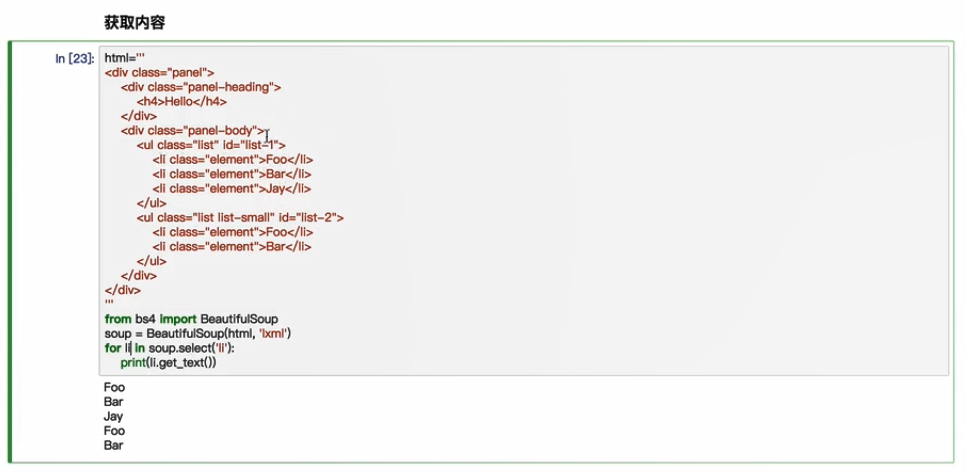 获取内容
In [23]:
html='''
<div class="panel">
    <div class="panel-heading">
        <h4>Hello</h4>
    </div>
    <div class="panel-body">
        <ul class="list" id="list-1">
            <li class="element">Foo</li>
            <li class="element">Bar</li>
            <li class="element">Jay</li>
        </ul>
        <ul class="list list-small" id="list-2">
            <li class="element">Foo</li>
            <li class="element">Bar</li>
        </ul>
    </div>
</div>
'''
from bs4 import BeautifulSoup
soup = BeautifulSoup(html, 'lxml')
for li in soup.select('li'):
    print(li.get_text())
Foo
Bar
Jay
Foo
Bar